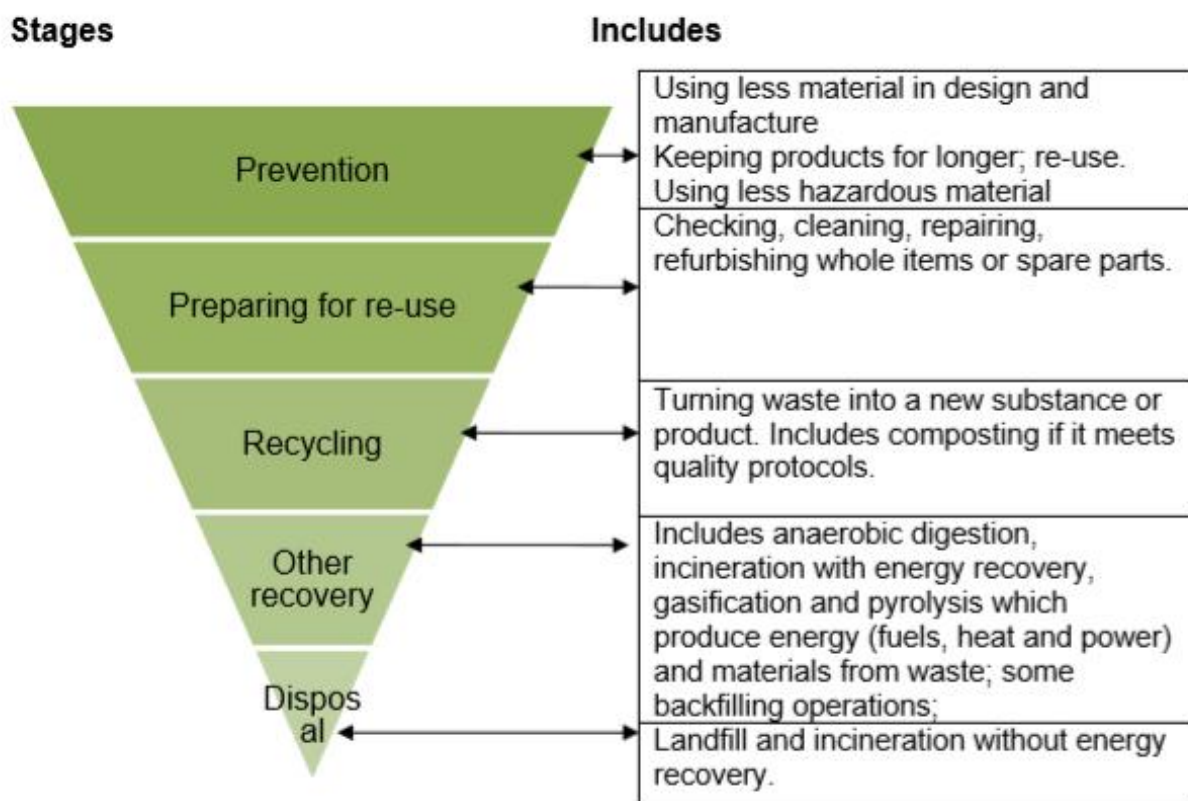 Stages
Includes
Prevention
Using less material in design and
manufacture
Keeping products for longer; re-use.
Using less hazardous material
Preparing for re-use
Checking, cleaning, repairing,
refurbishing whole items or spare parts.
Recycling
Turning waste into a new substance or
product. Includes composting if it meets
quality protocols.
Other
recovery
Includes anaerobic digestion,
incineration with energy recovery,
gasification and pyrolysis which
produce energy (fuels, heat and power)
and materials from waste; some
backfilling operations;
Dispos
al
Landfill and incineration without energy
recovery.